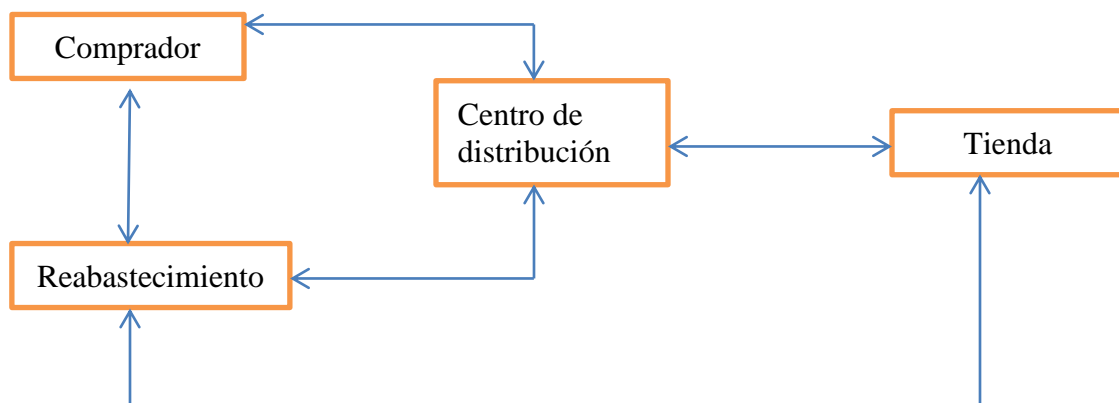 Comprador
Centro de
distribución
Tienda
Reabastecimiento